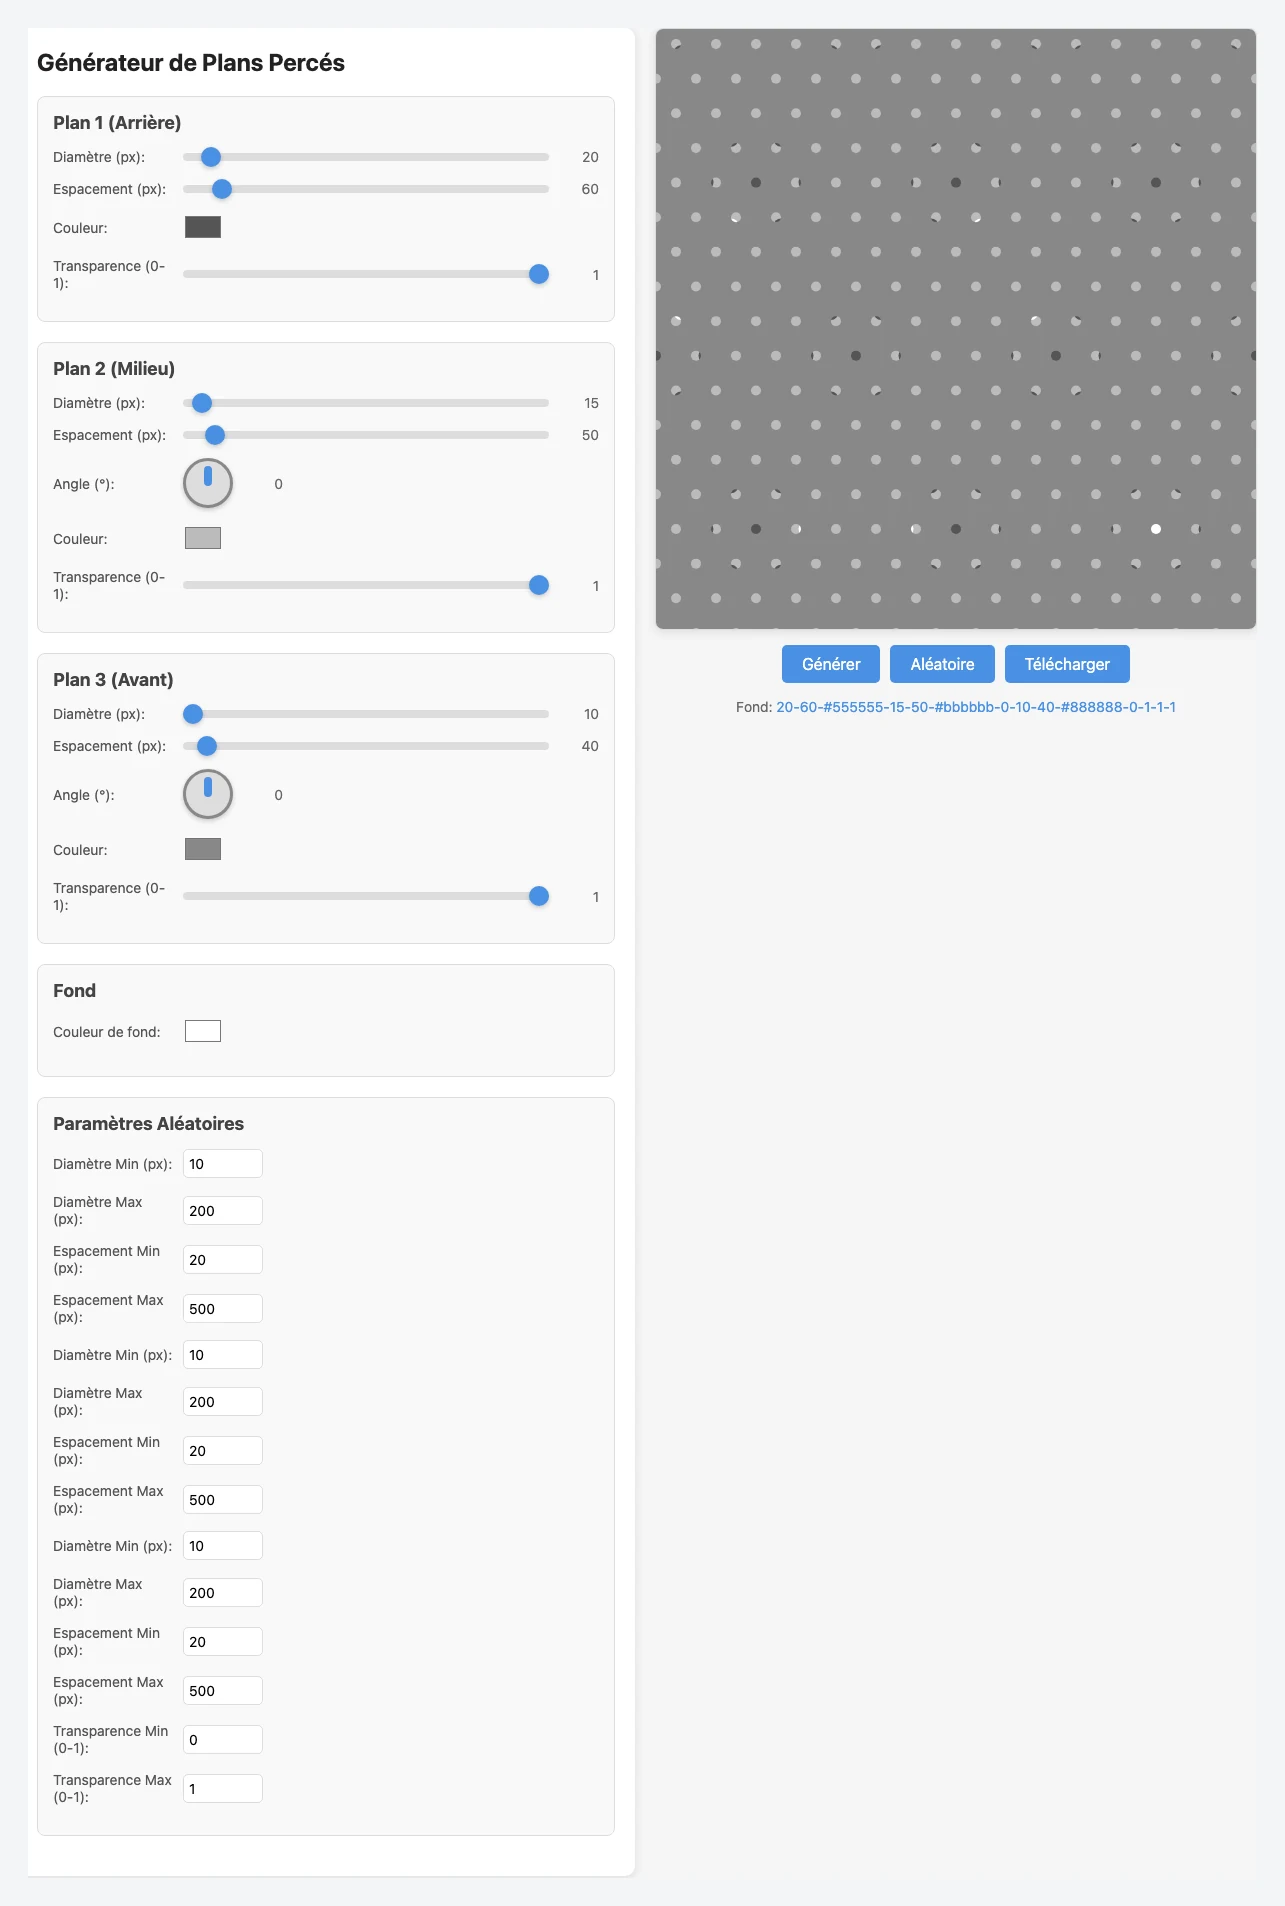 Générateur de Plans Percés
Plan 1 (Arrière)
Diamètre (px):
20
Espacement (px):
60
Couleur:
Transparence (0-
1):
1
Plan 2 (Milieu)
Diamètre (px):
15
Espacement (px):
50
Angle (°):
0
Couleur:
Transparence (0-
1):
1
Plan 3 (Avant)
Diamètre (px):
10
Espacement (px):
40
Angle (°):
0
Couleur:
Transparence (0-
1):
1
Fond
Couleur de fond:
Paramètres Aléatoires
Diamètre Min (px):
10
Diamètre Max
(px):
200
Espacement Min
(px):
20
Espacement Max
(px):
500
Diamètre Min (px):
10
Diamètre Max
(px):
200
Espacement Min
(px):
20
Espacement Max
(px):
500
Diamètre Min (px):
10
Diamètre Max
(px):
200
Espacement Min
(px):
20
Espacement Max
(px):
500
Transparence Min
(0-1):
0
Transparence Max
(0-1):
1
Générer
Aléatoire
Télécharger
Fond: 20-60-#555555-15-50-#bbbbbb-0-10-40-#888888-0-1-1-1